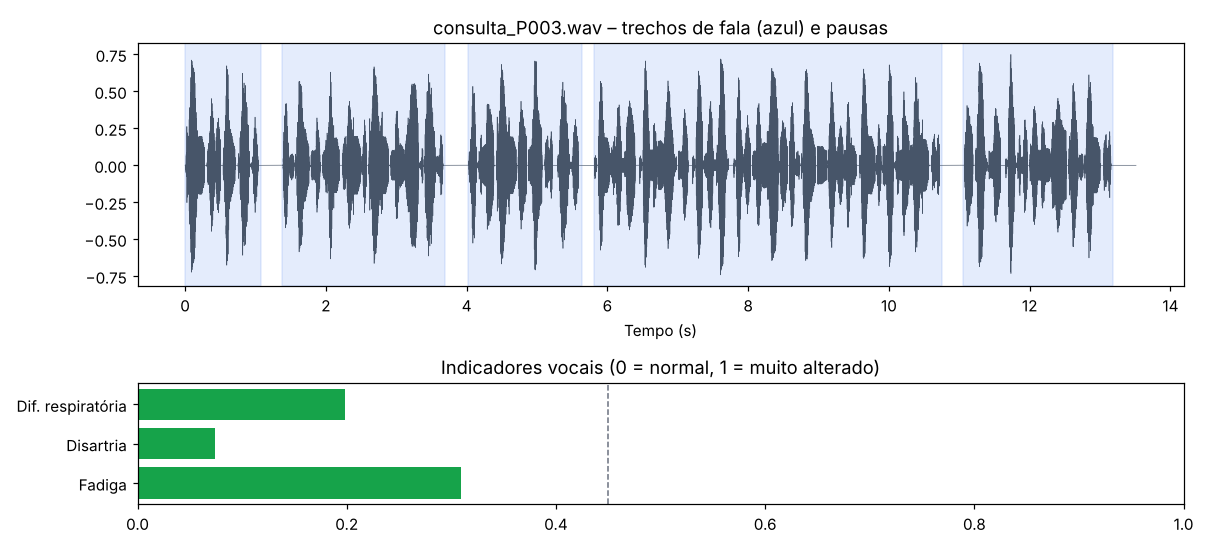 consulta_P003.wav – trechos de fala (azul) e pausas
0.75
0.50
0.25
0.00
−0.25
−0.50
−0.75
0 2 4 6 8 10 12 14
Tempo (s)
Indicadores vocais (0 = normal, 1 = muito alterado)
Dif. respiratória
Disartria
Fadiga
0.0 0.2 0.4 0.6 0.8 1.0